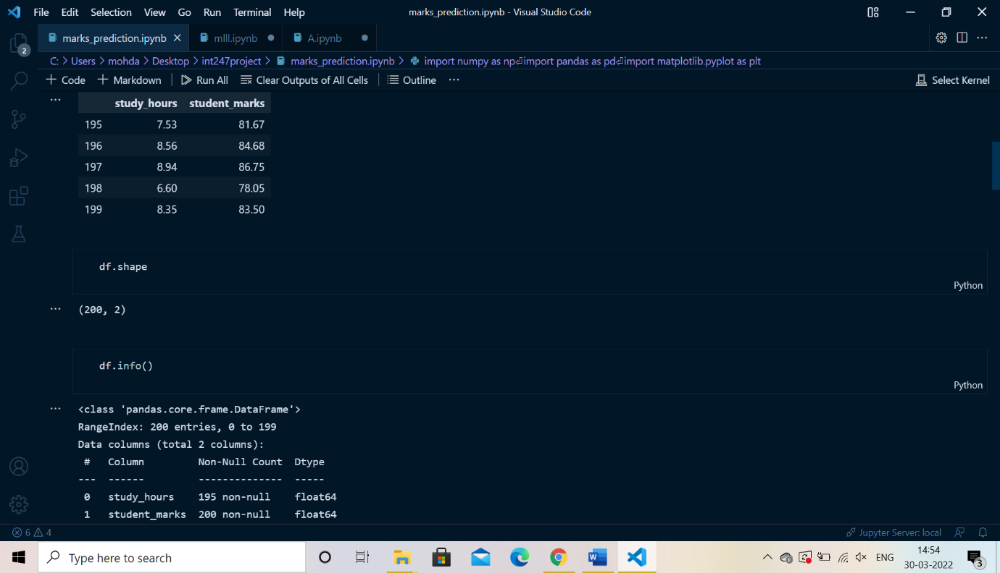 File Edit Selection View Go Run Terminal Help marks_prediction.ipynb - Visual Studio Code
marks_prediction.ipynb mlll.ipynb A.ipynb
2
C: > Users > mohda > Desktop > int247project > marks_prediction.ipynb > import numpy as np⏎import pandas as pd⏎import matplotlib.pyplot as plt
+ Code + Markdown Run All Clear Outputs of All Cells Outline ... Select Kernel
... study_hours student_marks
195 7.53 81.67
196 8.56 84.68
197 8.94 86.75
198 6.60 78.05
199 8.35 83.50
df.shape
Python
... (200, 2)
df.info()
Python
... <class 'pandas.core.frame.DataFrame'>
RangeIndex: 200 entries, 0 to 199
Data columns (total 2 columns):
# Column Non-Null Count Dtype
--- ------ -------------- -----
0 study_hours 195 non-null float64
1 student_marks 200 non-null float64
6 4 Jupyter Server: local
Type here to search ENG 14:54
30-03-2022 3